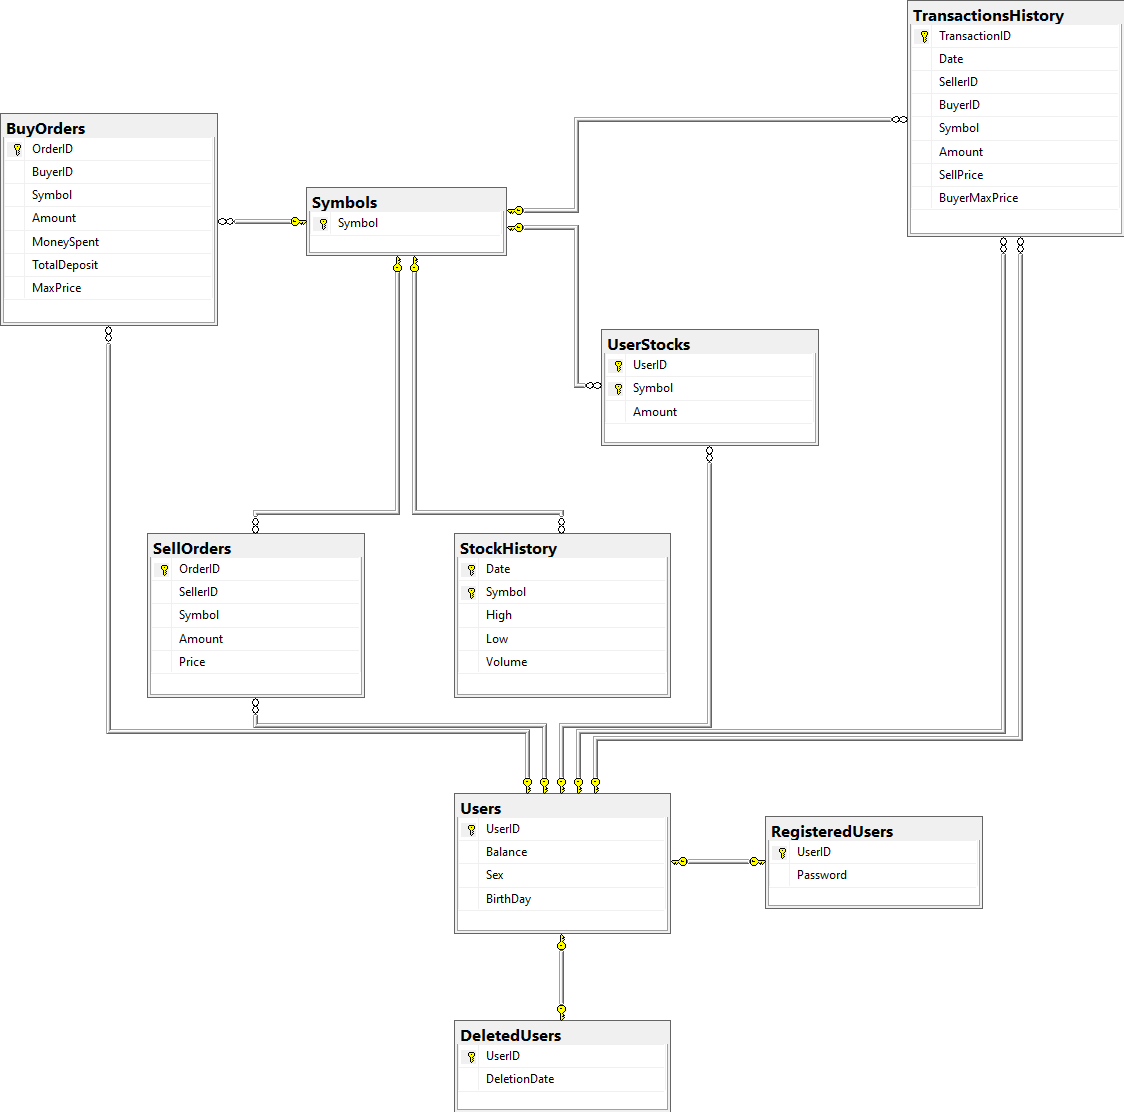 TransactionsHistory
TransactionID
Date
SellerID
BuyerID
Symbol
Amount
SellPrice
BuyerMaxPrice
BuyOrders
OrderID
BuyerID
Symbol
Amount
MoneySpent
TotalDeposit
MaxPrice
Symbols
Symbol
UserStocks
UserID
Symbol
Amount
SellOrders
OrderID
SellerID
Symbol
Amount
Price
StockHistory
Date
Symbol
High
Low
Volume
Users
UserID
Balance
Sex
BirthDay
RegisteredUsers
UserID
Password
DeletedUsers
UserID
DeletionDate